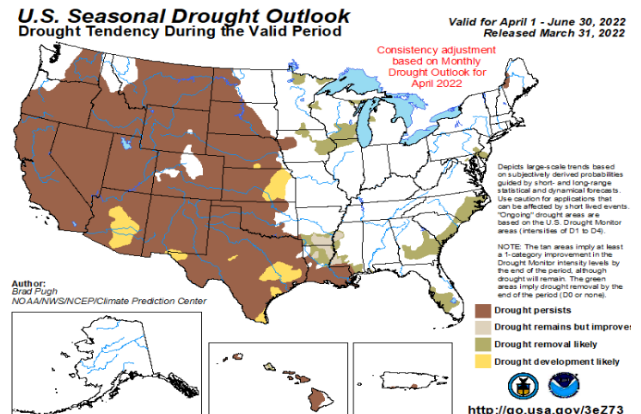 U.S. Seasonal Drought Outlook
Drought Tendency During the Valid Period
Valid for April 1 - June 30, 2022
Released March 31, 2022
Consistency adjustment
based on Monthly
Drought Outlook for
April 2022
Depicts large-scale trends based
on subjectively derived probabilities
guided by short- and long-range
statistical and dynamical forecasts.
Use caution for applications that
can be affected by short lived events.
"Ongoing" drought areas are
based on the U.S. Drought Monitor
areas (intensities of D1 to D4).
NOTE: The tan areas imply at least
a 1-category improvement in the
Drought Monitor intensity levels by
the end of the period, although
drought will remain. The green
areas imply drought removal by the
end of the period (D0 or none).
Author:
Brad Pugh
NOAA/NWS/NCEP/Climate Prediction Center
Drought persists
Drought remains but improves
Drought removal likely
Drought development likely
http://go.usa.gov/3eZ73